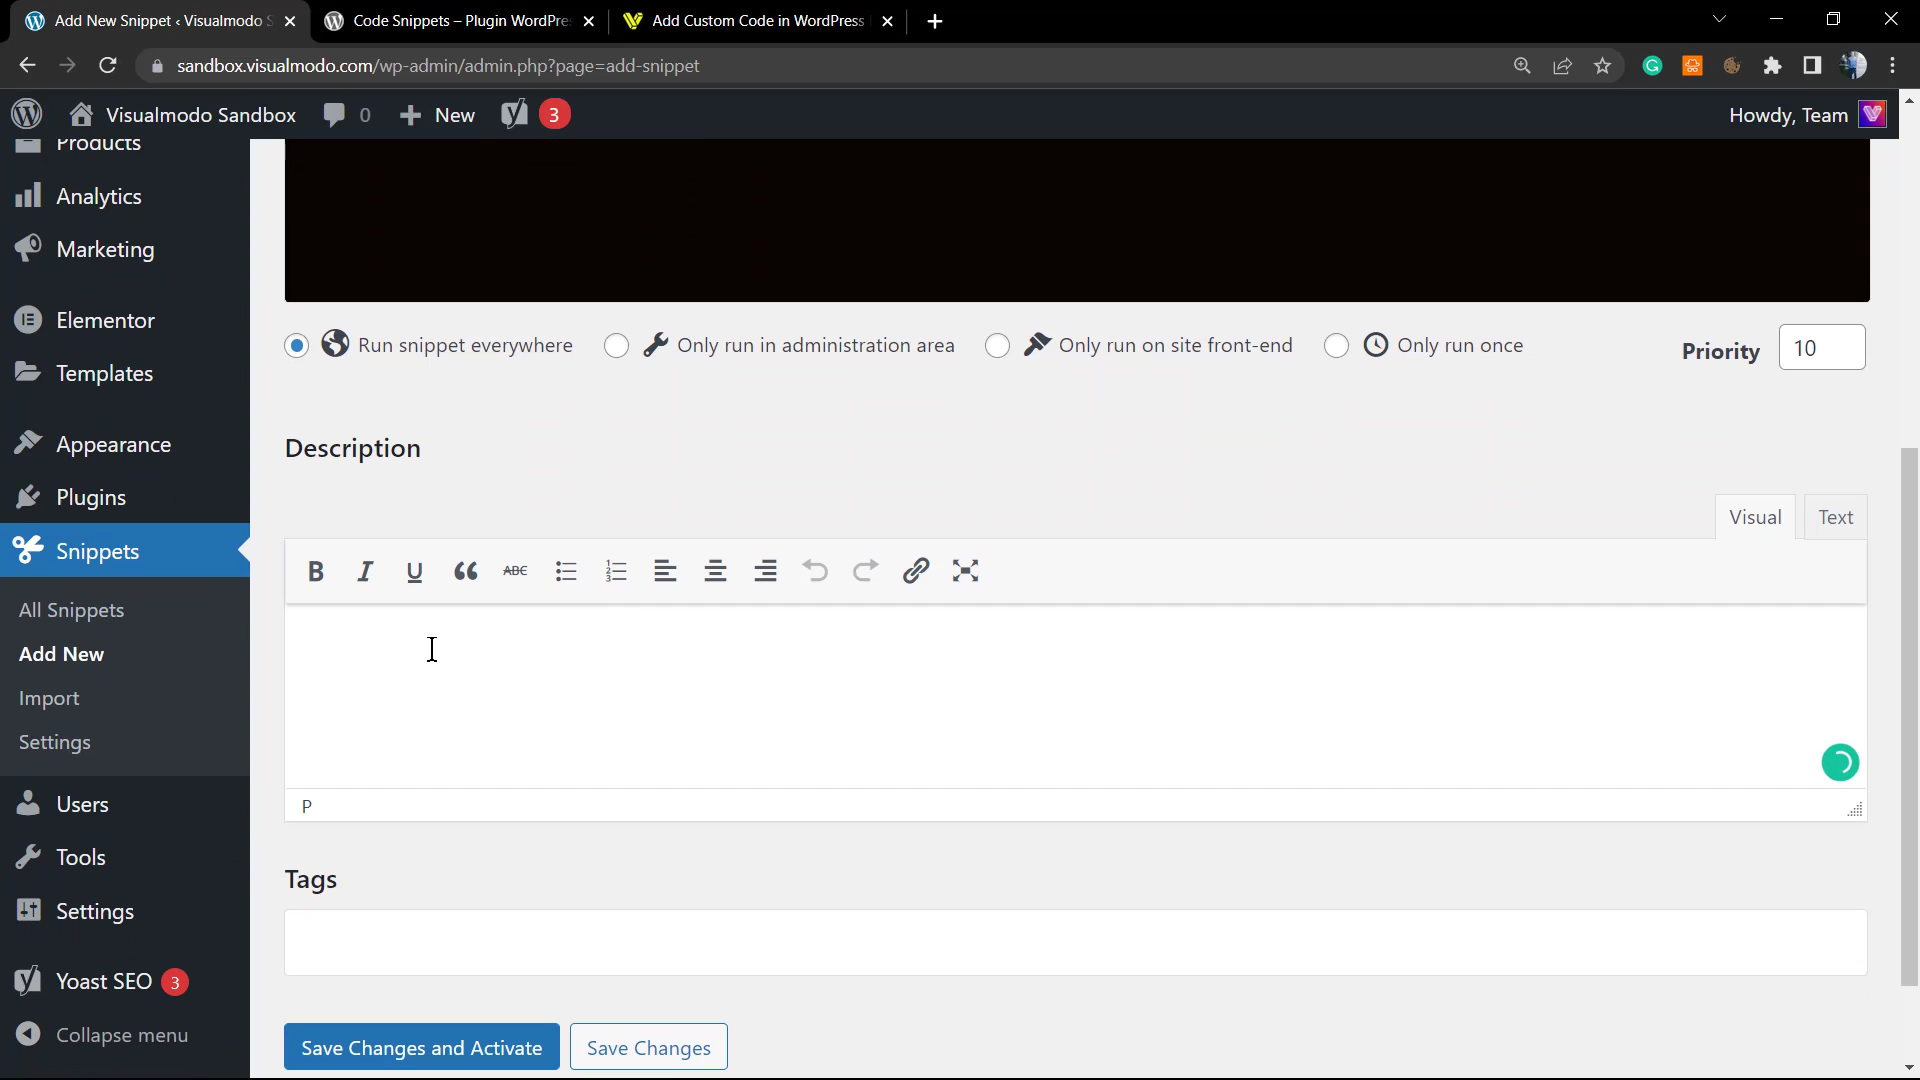 Add New Snippet ‹ Visualmodo S
Code Snippets – Plugin WordPre
Add Custom Code in WordPress
sandbox.visualmodo.com/wp-admin/admin.php?page=add-snippet
Visualmodo Sandbox
0
New
3
Howdy, Team
Products
Analytics
Marketing
Elementor
Templates
Appearance
Plugins
Snippets
All Snippets
Add New
Import
Settings
Users
Tools
Settings
Yoast SEO 3
Collapse menu
Run snippet everywhere
Only run in administration area
Only run on site front-end
Only run once
Priority
10
Description
Visual
Text
B I U ABC
P
Tags
Save Changes and Activate
Save Changes